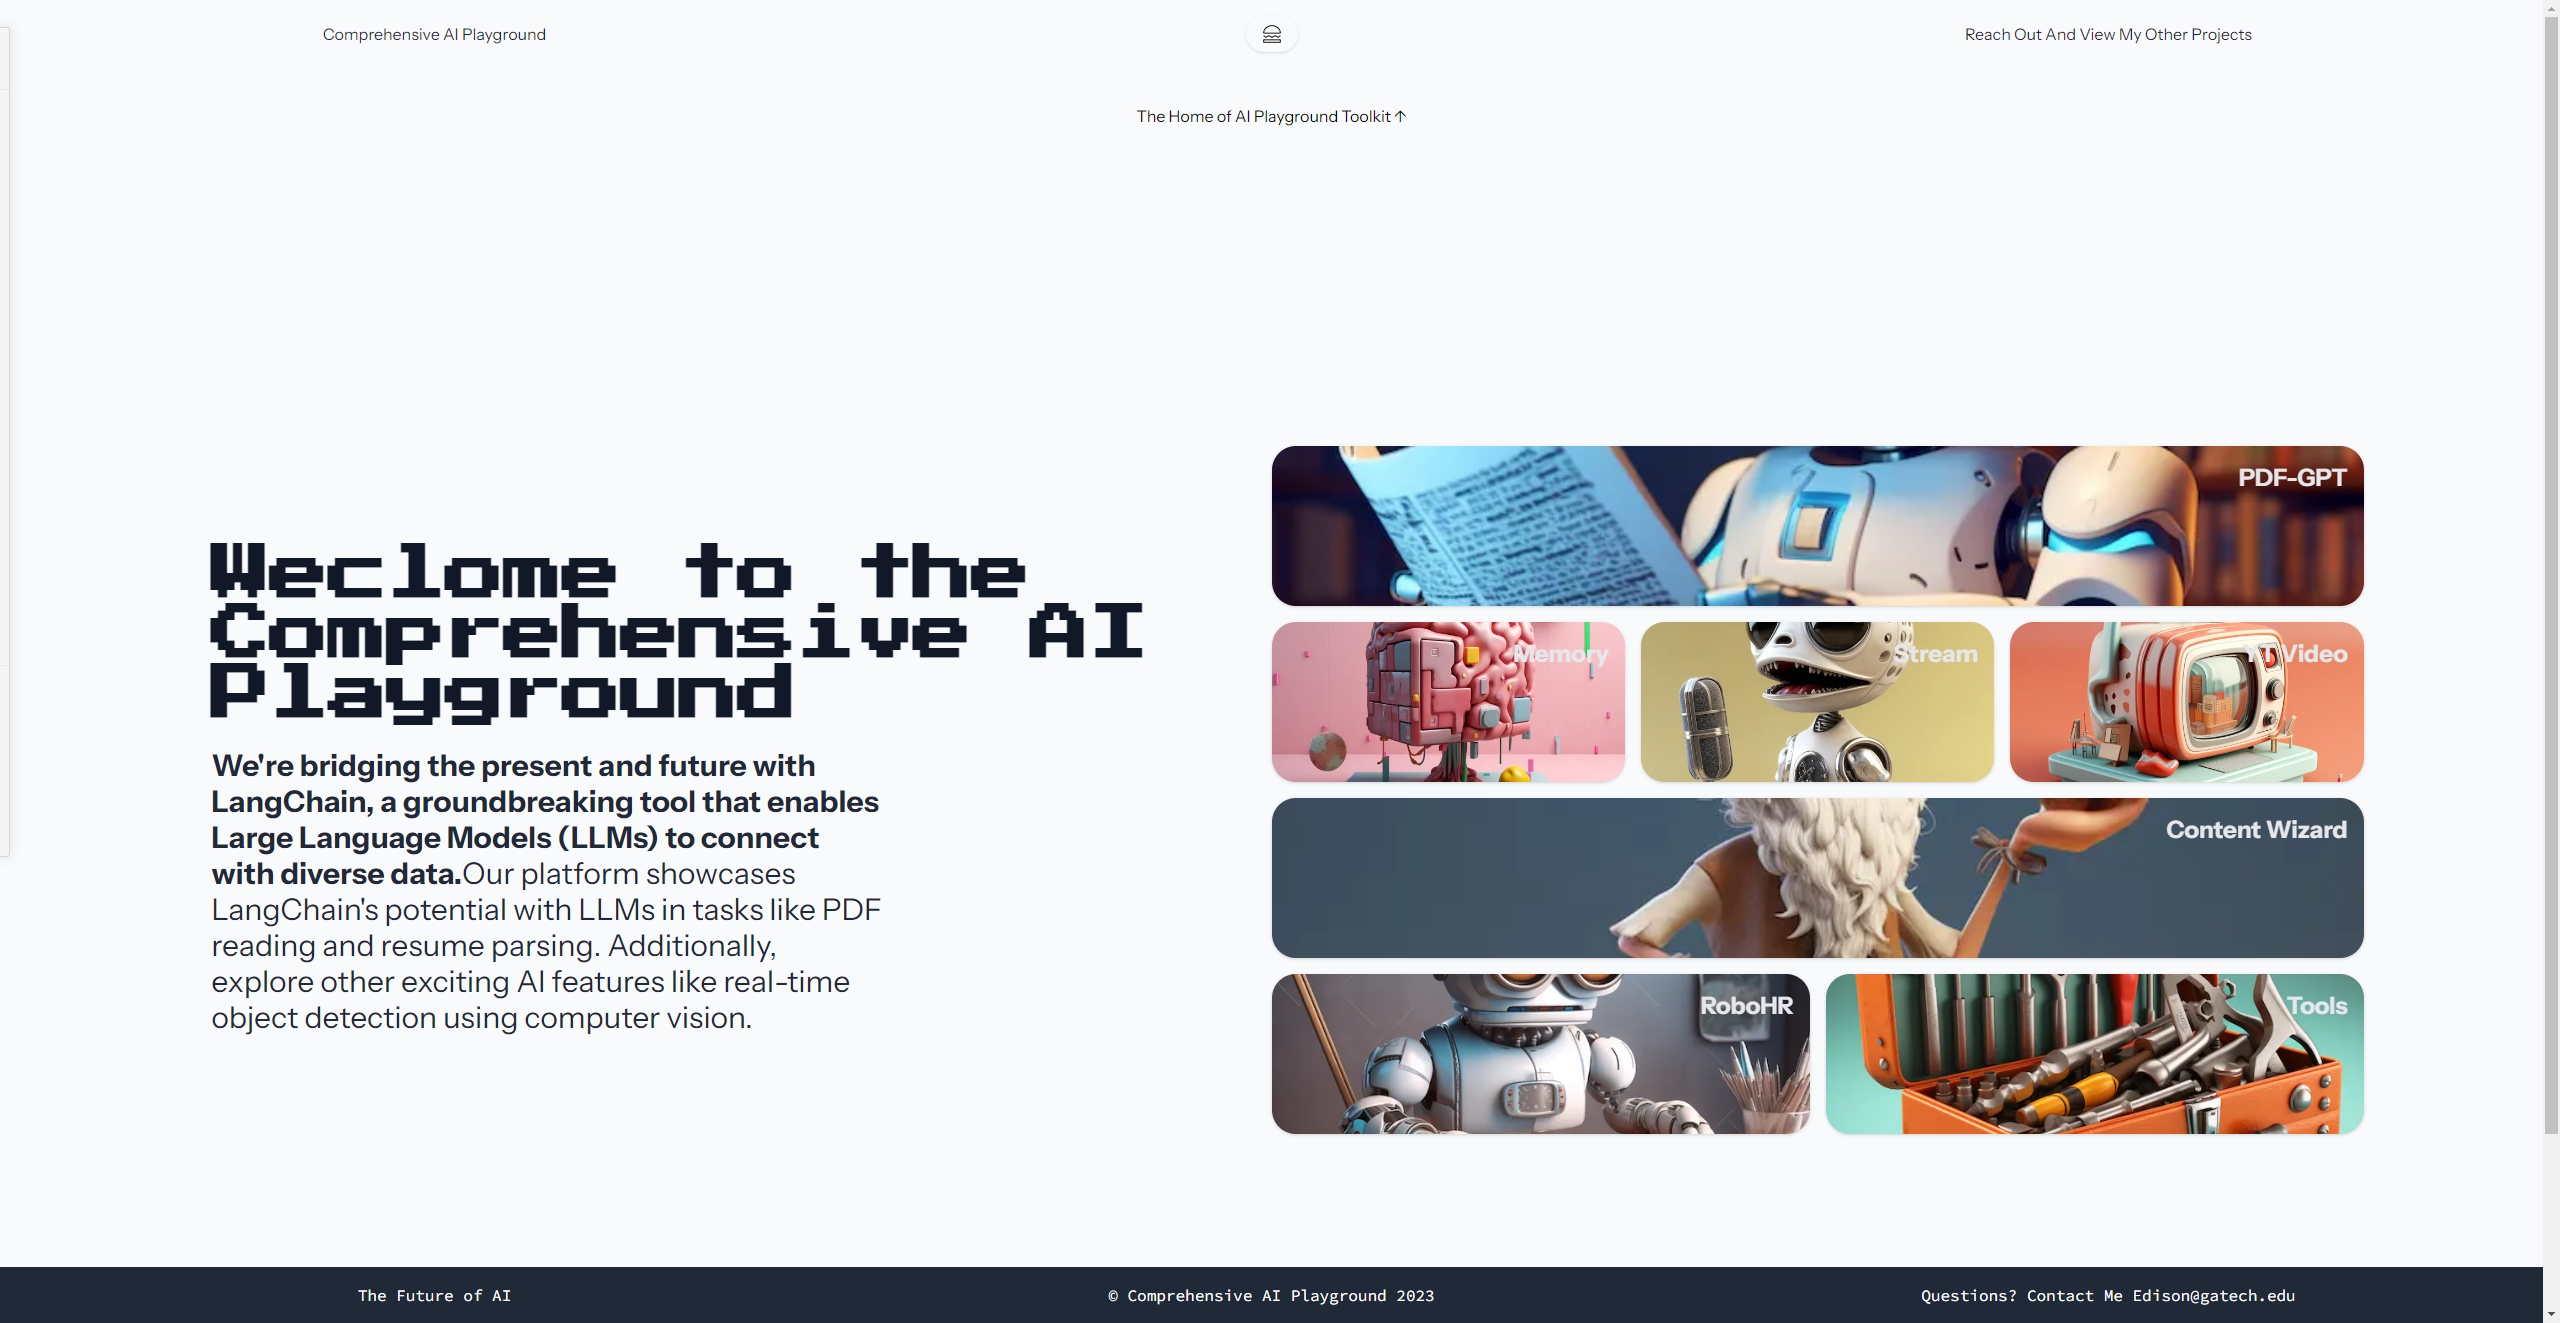 Comprehensive AI Playground
Reach Out And View My Other Projects
The Home of AI Playground Toolkit ↑
Weclome to the
Comprehensive AI
Playground
We're bridging the present and future with
LangChain, a groundbreaking tool that enables
Large Language Models (LLMs) to connect
with diverse data.Our platform showcases
LangChain's potential with LLMs in tasks like PDF
reading and resume parsing. Additionally,
explore other exciting AI features like real-time
object detection using computer vision.
PDF-GPT
Memory
Stream
YT Video
Content Wizard
RoboHR
Tools
The Future of AI
© Comprehensive AI Playground 2023
Questions? Contact Me Edison@gatech.edu